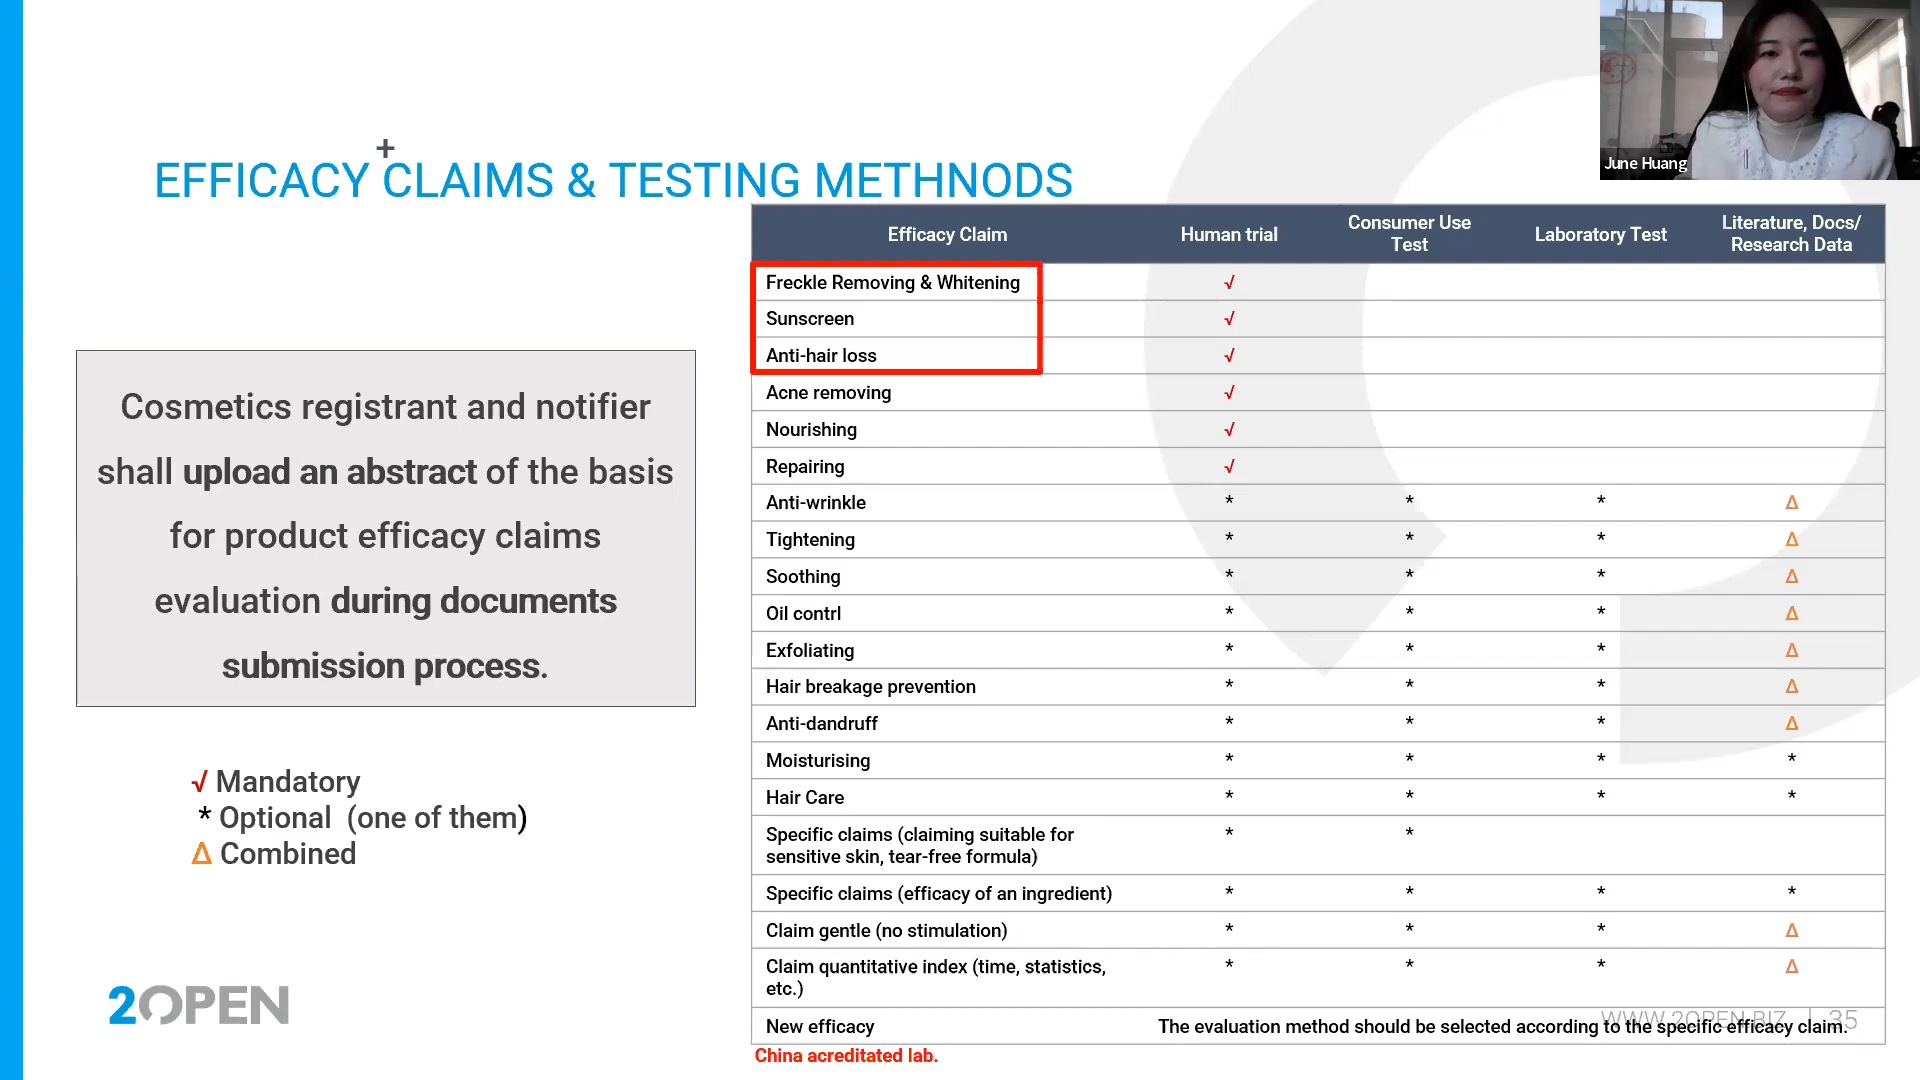 June Huang
+
EFFICACY CLAIMS & TESTING METHNODS
Cosmetics registrant and notifier
shall upload an abstract of the basis
for product efficacy claims
evaluation during documents
submission process.
√ Mandatory
* Optional (one of them)
Δ Combined
2OPEN
Efficacy Claim Human trial Consumer Use Test Laboratory Test Literature, Docs/ Research Data
Freckle Removing & Whitening √
Sunscreen √
Anti-hair loss √
Acne removing √
Nourishing √
Repairing √
Anti-wrinkle * * * Δ
Tightening * * * Δ
Soothing * * * Δ
Oil contrl * * * Δ
Exfoliating * * * Δ
Hair breakage prevention * * * Δ
Anti-dandruff * * * Δ
Moisturising * * * *
Hair Care * * * *
Specific claims (claiming suitable for * *
sensitive skin, tear-free formula)
Specific claims (efficacy of an ingredient) * * * *
Claim gentle (no stimulation) * * * Δ
Claim quantitative index (time, statistics, * * * Δ
etc.)
New efficacy The evaluation method should be selected according to the specific efficacy claim.
WWW.2OPEN.BIZ | 35
China acreditated lab.